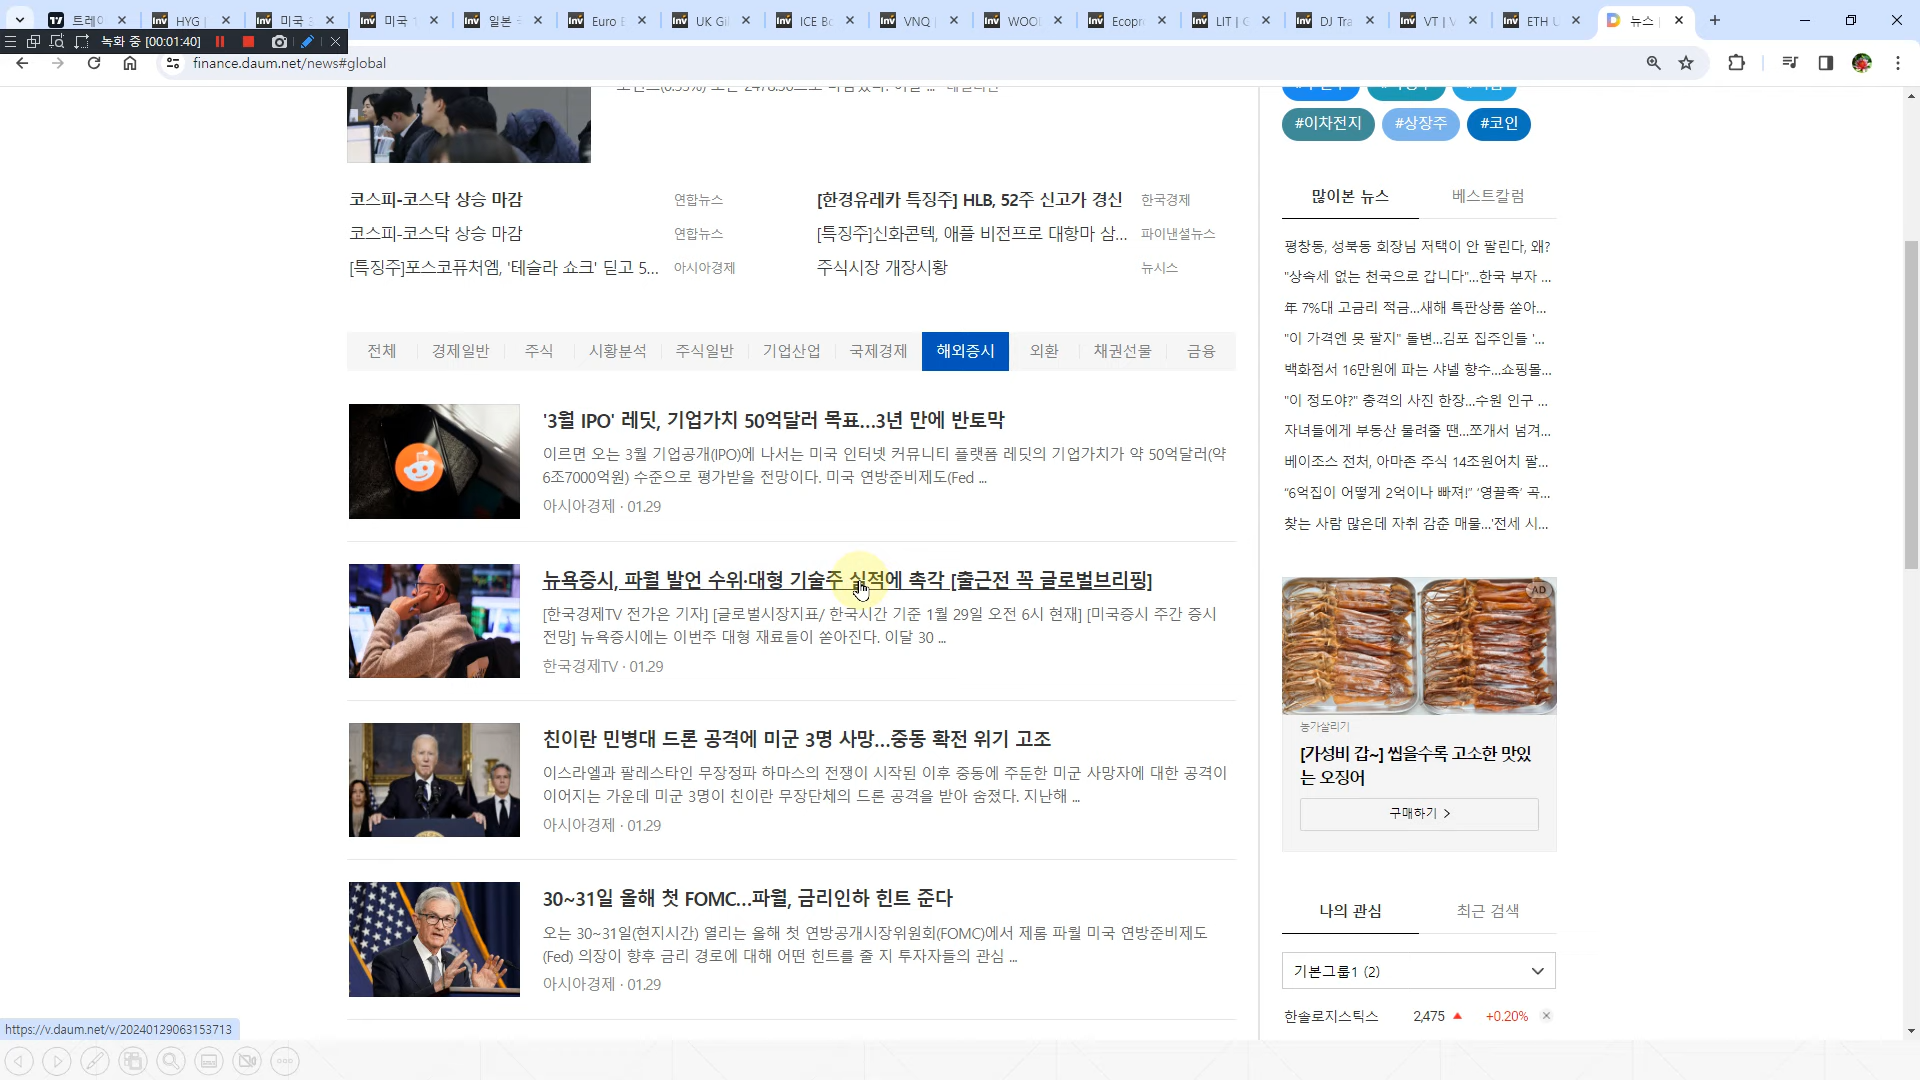 트레이
HYG |
미국 3
미국 1
일본
Euro B
UK Gil
ICE Bo
VNQ |
WOOL
Ecopr
LIT | G
DJ Tra
VT | V
ETH U
뉴스 |
녹화 중 [00:01:40]
finance.daum.net/news#global
#이차전지
#상장주
#코인
코스피-코스닥 상승 마감 연합뉴스
[한경유레카 특징주] HLB, 52주 신고가 경신 한국경제
코스피-코스닥 상승 마감 연합뉴스
[특징주]신화콘텍, 애플 비전프로 대항마 삼... 파이낸셜뉴스
[특징주]포스코퓨처엠, '테슬라 쇼크' 딛고 5... 아시아경제
주식시장 개장시황 뉴시스
전체 경제일반 주식 시황분석 주식일반 기업산업 국제경제 해외증시 외환 채권선물 금융
'3월 IPO' 레딧, 기업가치 50억달러 목표...3년 만에 반토막
이르면 오는 3월 기업공개(IPO)에 나서는 미국 인터넷 커뮤니티 플랫폼 레딧의 기업가치가 약 50억달러(약
6조7000억원) 수준으로 평가받을 전망이다. 미국 연방준비제도(Fed ...
아시아경제 · 01.29
뉴욕증시, 파월 발언 수위·대형 기술주 실적에 촉각 [출근전 꼭 글로벌브리핑]
[한국경제TV 전가은 기자] [글로벌시장지표/ 한국시간 기준 1월 29일 오전 6시 현재] [미국증시 주간 증시
전망] 뉴욕증시에는 이번주 대형 재료들이 쏟아진다. 이달 30 ...
한국경제TV · 01.29
친이란 민병대 드론 공격에 미군 3명 사망...중동 확전 위기 고조
이스라엘과 팔레스타인 무장정파 하마스의 전쟁이 시작된 이후 중동에 주둔한 미군 사망자에 대한 공격이
이어지는 가운데 미군 3명이 친이란 무장단체의 드론 공격을 받아 숨졌다. 지난해 ...
아시아경제 · 01.29
30~31일 올해 첫 FOMC...파월, 금리인하 힌트 준다
오는 30~31일(현지시간) 열리는 올해 첫 연방공개시장위원회(FOMC)에서 제롬 파월 미국 연방준비제도
(Fed) 의장이 향후 금리 경로에 대해 어떤 힌트를 줄 지 투자자들의 관심 ...
아시아경제 · 01.29
많이본 뉴스 베스트칼럼
평창동, 성북동 회장님 저택이 안 팔린다, 왜?
"상속세 없는 천국으로 갑니다"...한국 부자 ...
年 7%대 고금리 적금...새해 특판상품 쏟아...
"이 가격엔 못 팔지" 돌변...김포 집주인들 '...
백화점서 16만원에 파는 샤넬 향수...쇼핑몰...
"이 정도야?" 충격의 사진 한장...수원 인구 ...
자녀들에게 부동산 물려줄 땐...쪼개서 넘겨...
베이조스 전처, 아마존 주식 14조원어치 팔...
“6억집이 어떻게 2억이나 빠져!” ‘영끌족’ 곡...
찾는 사람 많은데 자취 감춘 매물...'전세 시...
AD
농가살리기
[가성비 갑~] 씹을수록 고소한 맛있
는 오징어
구매하기 >
나의 관심 최근 검색
기본그룹1 (2)
한솔로지스틱스 2,475 ▲ +0.20%
https://v.daum.net/v/20240129063153713